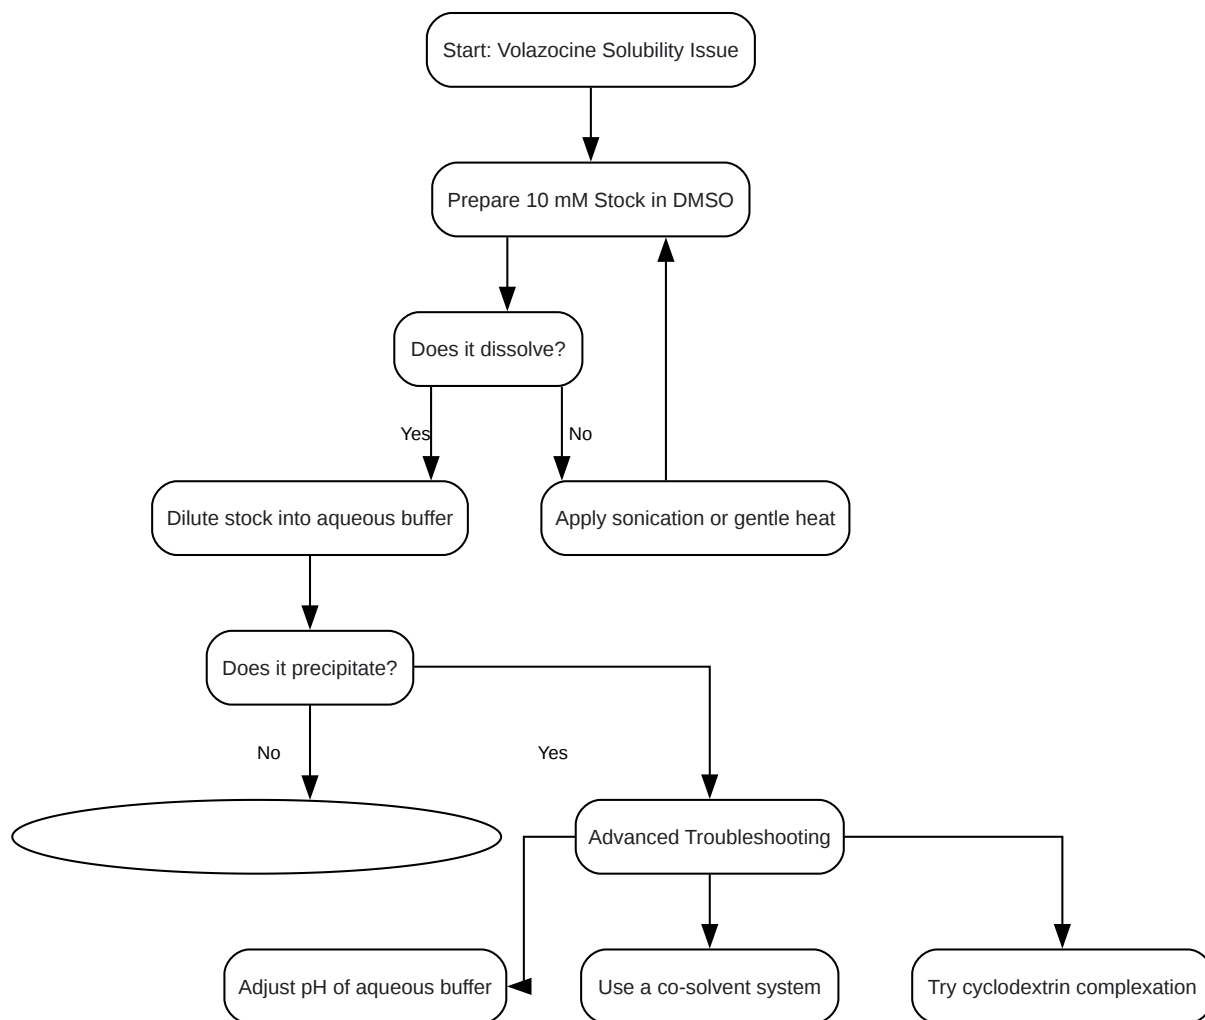 Start: Volazocine Solubility Issue
Prepare 10 mM Stock in DMSO
Does it dissolve?
Yes
No
Dilute stock into aqueous buffer
Apply sonication or gentle heat
Does it precipitate?
No
Yes
Advanced Troubleshooting
Adjust pH of aqueous buffer
Use a co-solvent system
Try cyclodextrin complexation